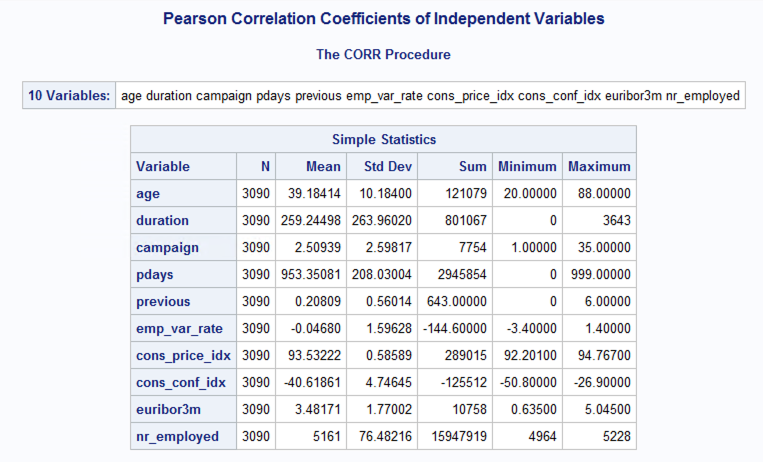 Pearson Correlation Coefficients of Independent Variables
The CORR Procedure
10 Variables: age duration campaign pdays previous emp_var_rate cons_price_idx cons_conf_idx euribor3m nr_employed
Simple Statistics
Variable N Mean Std Dev Sum Minimum Maximum
age 3090 39.18414 10.18400 121079 20.00000 88.00000
duration 3090 259.24498 263.96020 801067 0 3643
campaign 3090 2.50939 2.59817 7754 1.00000 35.00000
pdays 3090 953.35081 208.03004 2945854 0 999.00000
previous 3090 0.20809 0.56014 643.00000 0 6.00000
emp_var_rate 3090 -0.04680 1.59628 -144.60000 -3.40000 1.40000
cons_price_idx 3090 93.53222 0.58589 289015 92.20100 94.76700
cons_conf_idx 3090 -40.61861 4.74645 -125512 -50.80000 -26.90000
euribor3m 3090 3.48171 1.77002 10758 0.63500 5.04500
nr_employed 3090 5161 76.48216 15947919 4964 5228